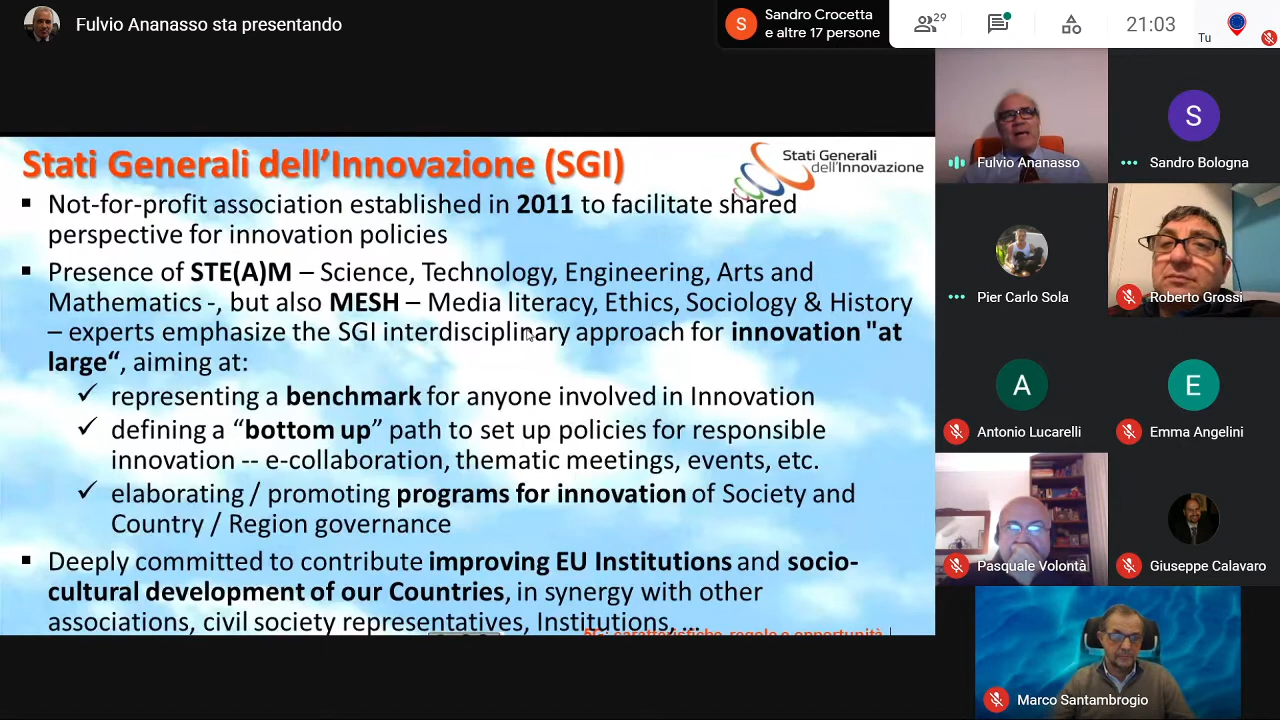 Fulvio Ananasso sta presentando
S
Sandro Crocetta
e altre 17 persone
29
21:03
Tu
Stati Generali dell’Innovazione (SGI)
Stati Generali
dell'Innovazione
Not-for-profit association established in 2011 to facilitate shared
perspective for innovation policies
Presence of STE(A)M – Science, Technology, Engineering, Arts and
Mathematics -, but also MESH – Media literacy, Ethics, Sociology & History
– experts emphasize the SGI interdisciplinary approach for innovation "at
large“, aiming at:
representing a benchmark for anyone involved in Innovation
defining a “bottom up” path to set up policies for responsible
innovation -- e-collaboration, thematic meetings, events, etc.
elaborating / promoting programs for innovation of Society and
Country / Region governance
Deeply committed to contribute improving EU Institutions and socio-
cultural development of our Countries, in synergy with other
associations, civil society representatives, Institutions, ...
5G: caratteristiche, regole e opportunità
Fulvio Ananasso
S
Sandro Bologna
Pier Carlo Sola
Roberto Grossi
A
Antonio Lucarelli
E
Emma Angelini
Pasquale Volontà
Giuseppe Calavaro
Marco Santambrogio